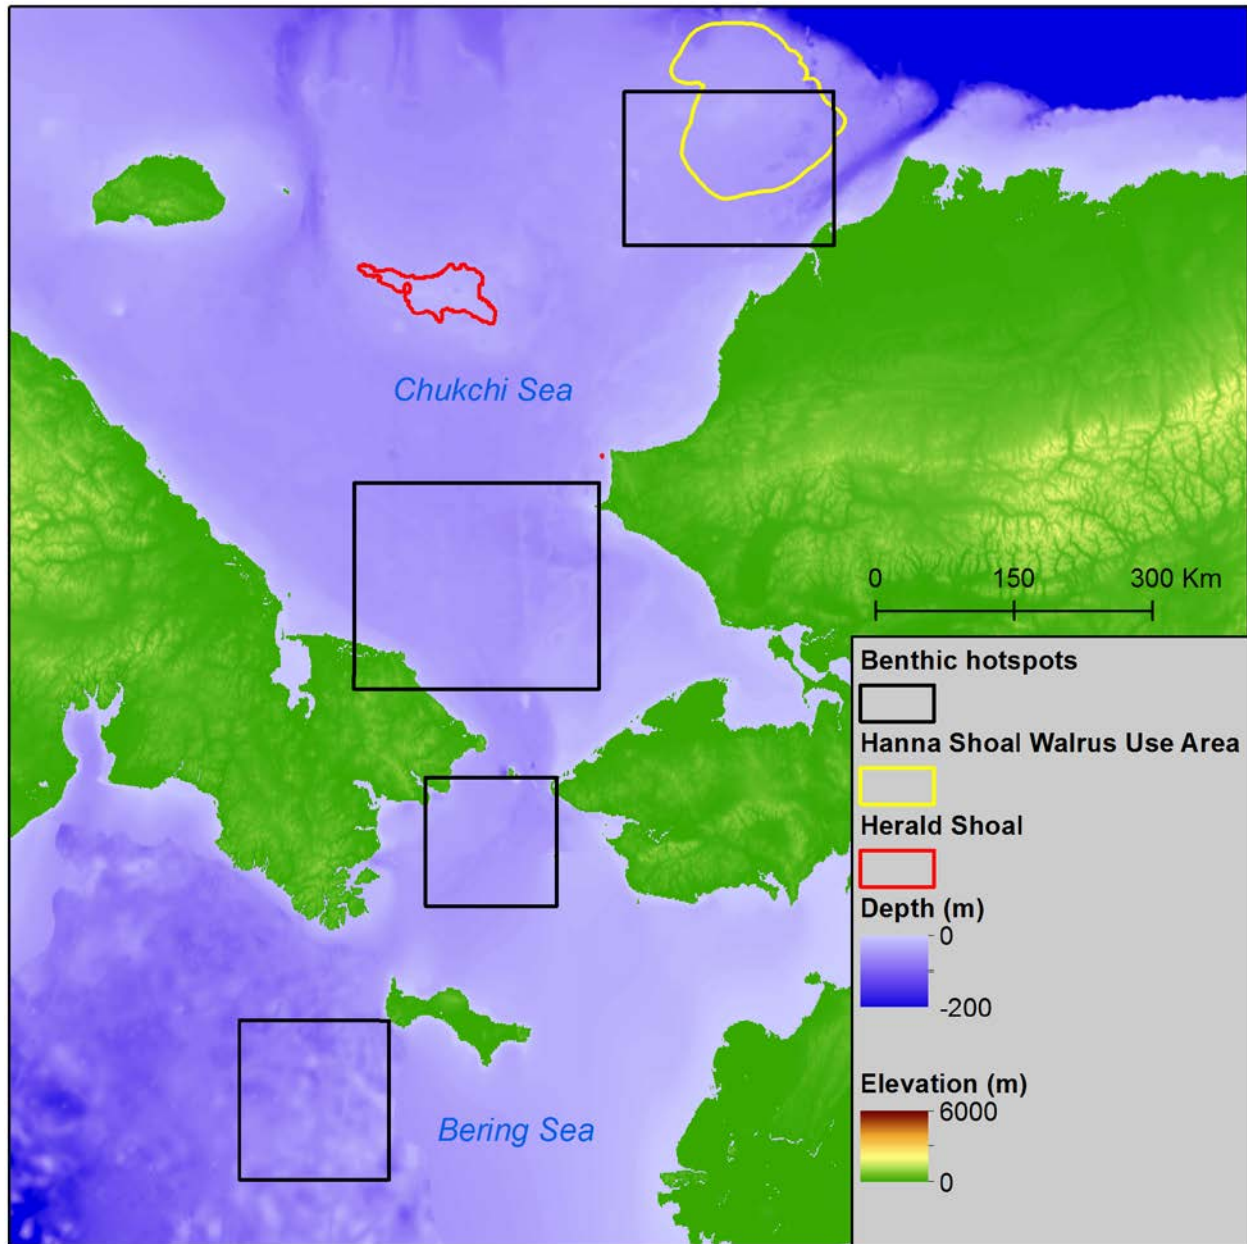 Chukchi Sea
0 150 300 Km
Benthic hotspots
Hanna Shoal Walrus Use Area
Herald Shoal
Depth (m)
0
-200
Elevation (m)
6000
0
Bering Sea